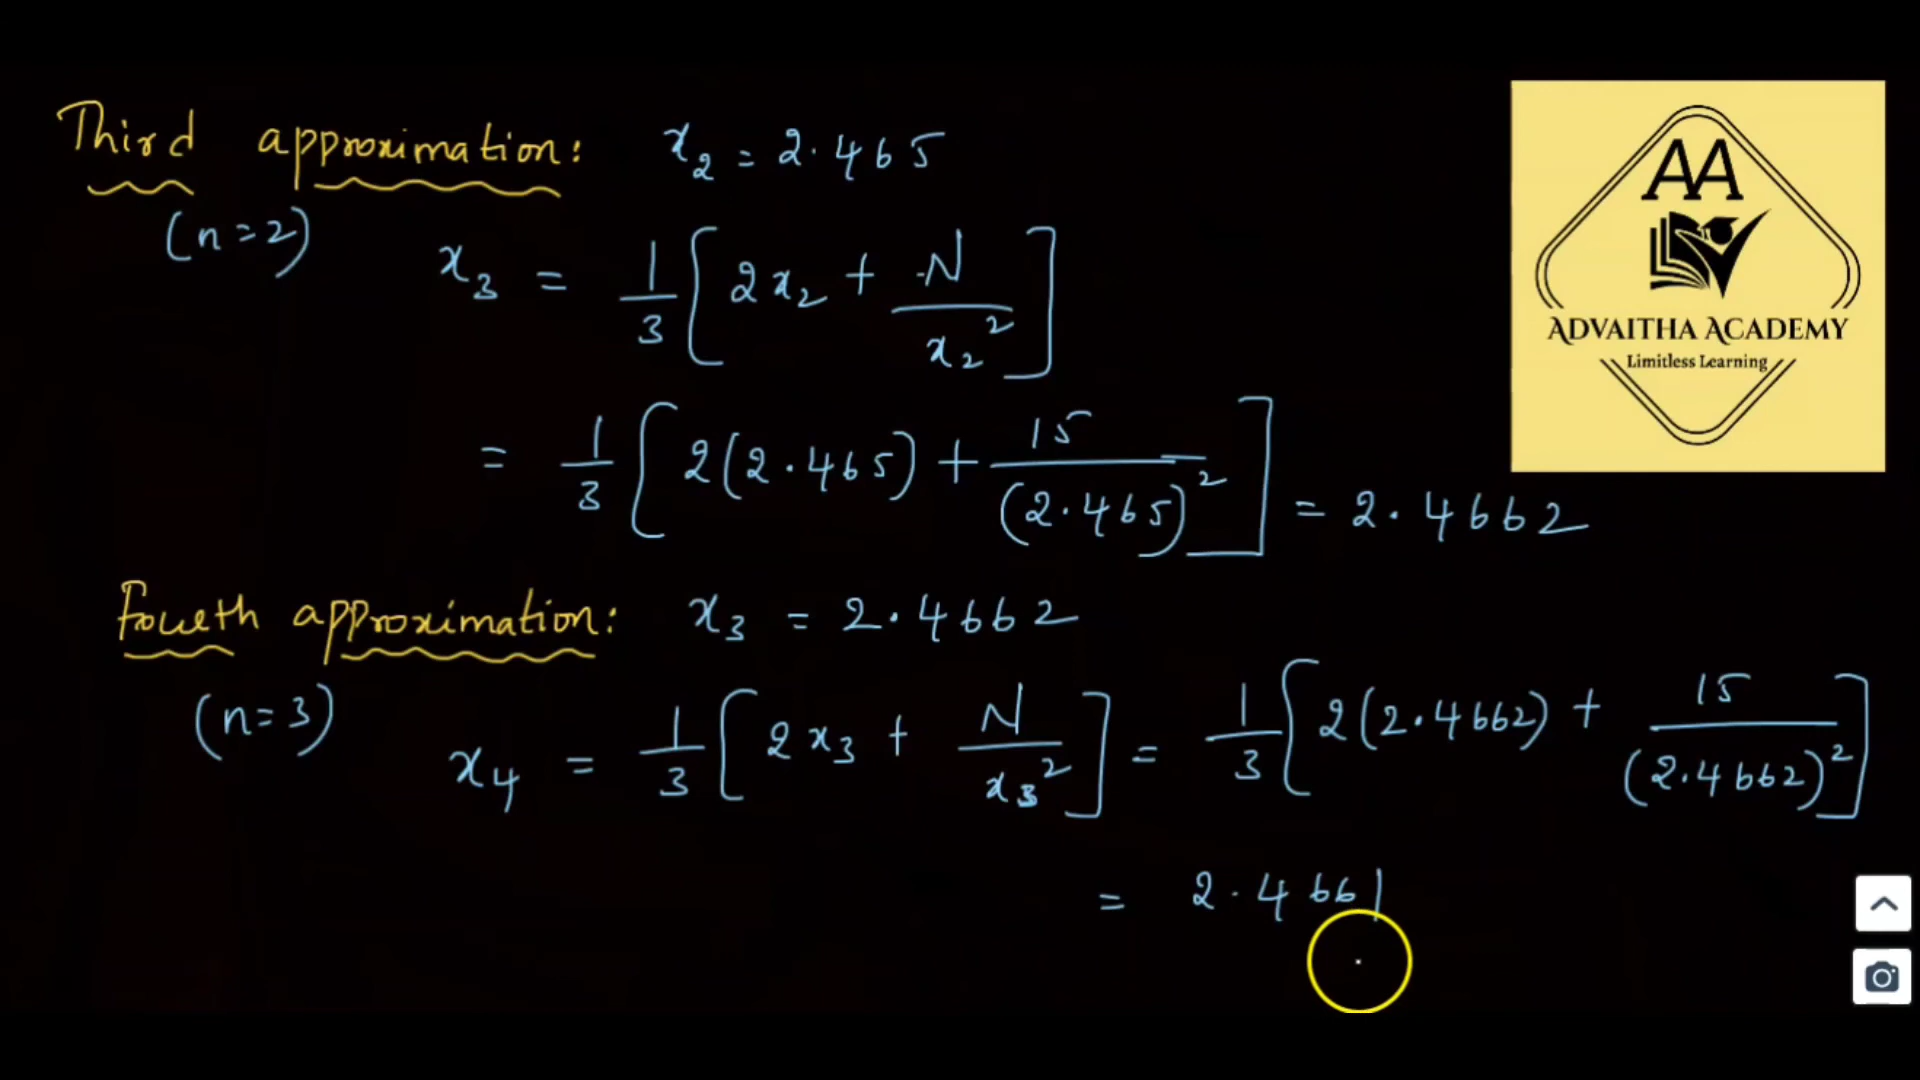 Third approximation: x₂ = 2.465
(n=2)
x₃ = 1/3 [2x₂ + N/x₂²]
= 1/3 [2(2.465) + 15/(2.465)²] = 2.4662
Fourth approximation: x₃ = 2.4662
(n=3)
x₄ = 1/3 [2x₃ + N/x₃²] = 1/3 [2(2.4662) + 15/(2.4662)²]
= 2.4661
AA
ADVAITHA ACADEMY
Limitless Learning